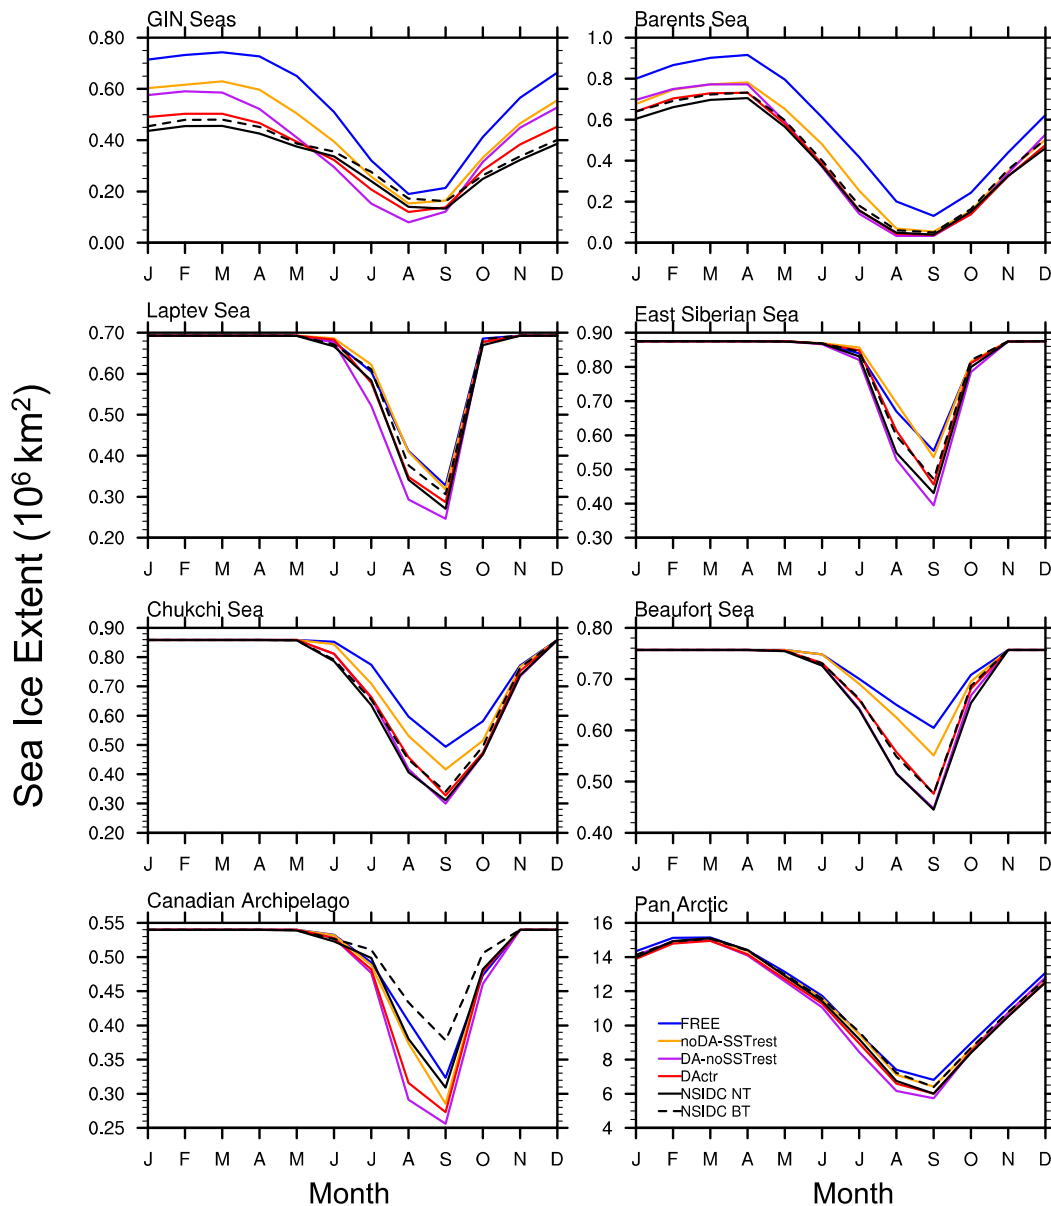 GIN Seas
0.80
0.60
0.40
0.20
0.00
J F M A M J J A S O N D
Barents Sea
1.0
0.8
0.6
0.4
0.2
0.0
J F M A M J J A S O N D
Laptev Sea
0.70
0.60
0.50
0.40
0.30
0.20
J F M A M J J A S O N D
East Siberian Sea
0.90
0.80
0.70
0.60
0.50
0.40
0.30
J F M A M J J A S O N D
Sea Ice Extent (10⁶ km²)
Chukchi Sea
0.90
0.80
0.70
0.60
0.50
0.40
0.30
0.20
J F M A M J J A S O N D
Beaufort Sea
0.80
0.70
0.60
0.50
0.40
J F M A M J J A S O N D
Canadian Archipelago
0.55
0.50
0.45
0.40
0.35
0.30
0.25
J F M A M J J A S O N D
Month
Pan Arctic
16
14
12
10
8
6
4
FREE
noDA-SSTrest
DA-noSSTrest
DActr
NSIDC NT
NSIDC BT
J F M A M J J A S O N D
Month